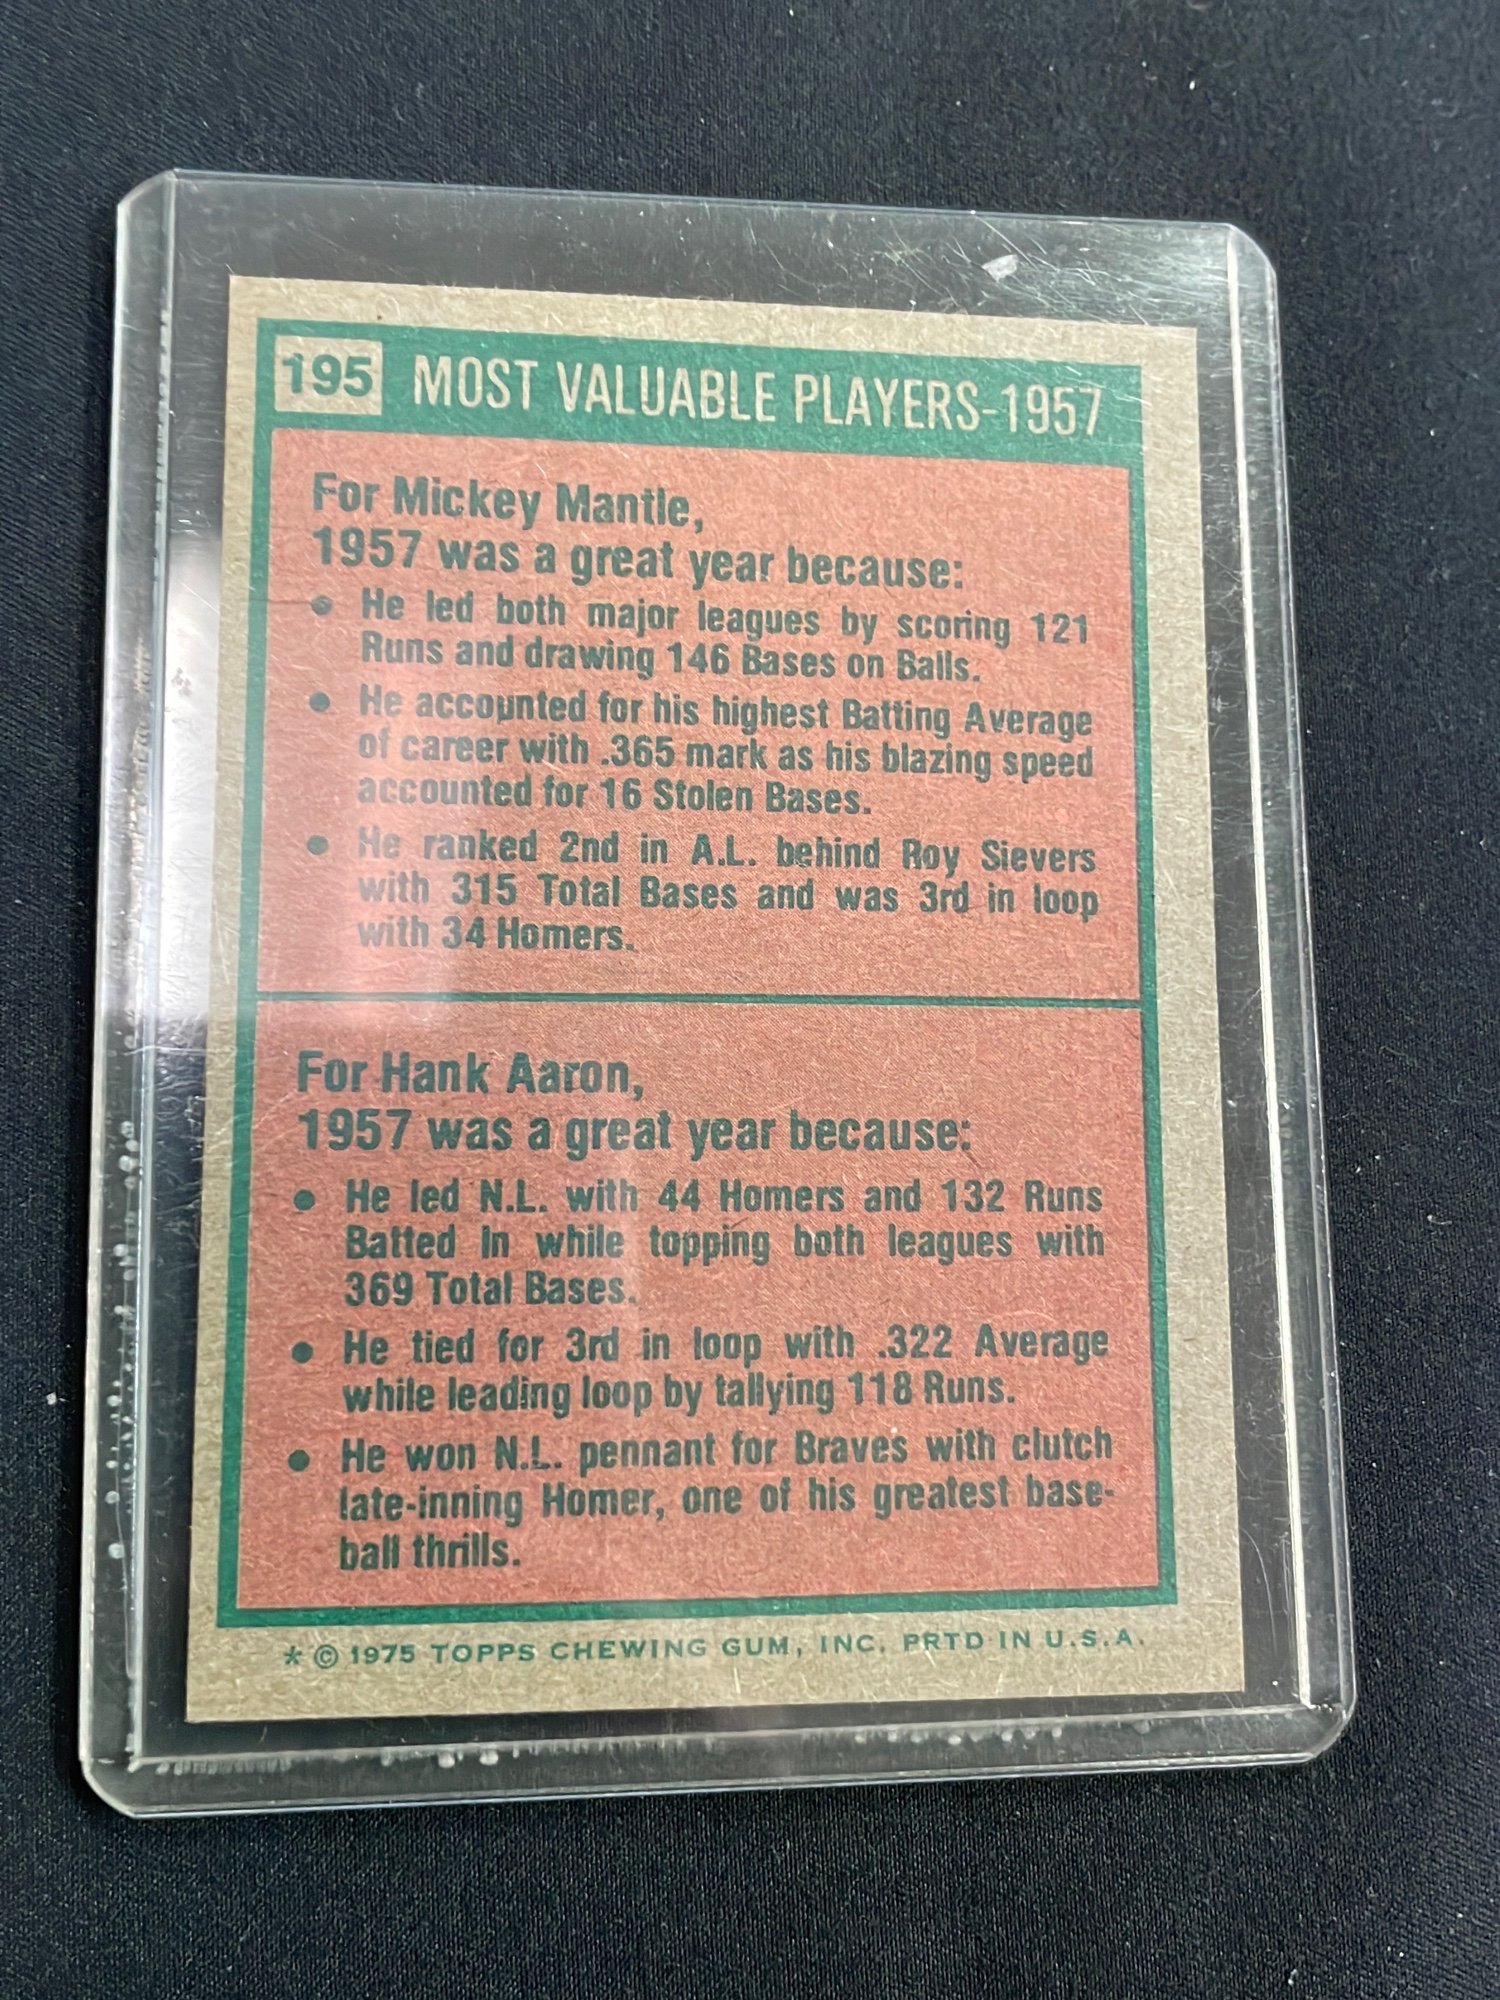 195 MOST VALUABLE PLAYERS-1957
For Mickey Mantle,
1957 was a great year because:
● He led both major leagues by scoring 121
Runs and drawing 146 Bases on Balls.
● He accounted for his highest Batting Average
of career with .365 mark as his blazing speed
accounted for 16 Stolen Bases.
● He ranked 2nd in A.L. behind Roy Sievers
with 315 Total Bases and was 3rd in loop
with 34 Homers.
For Hank Aaron,
1957 was a great year because:
● He led N.L. with 44 Homers and 132 Runs
Batted In while topping both leagues with
369 Total Bases.
● He tied for 3rd in loop with .322 Average
while leading loop by tallying 118 Runs.
● He won N.L. pennant for Braves with clutch
late-inning Homer, one of his greatest base-
ball thrills.
* © 1975 TOPPS CHEWING GUM, INC. PRTD IN U.S.A.